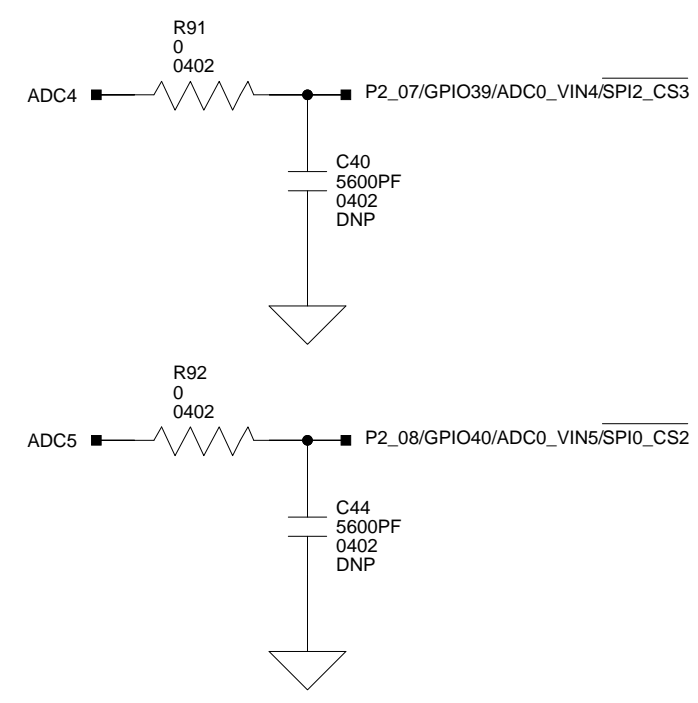 R91
0
0402
ADC4
P2_07/GPIO39/ADC0_VIN4/SPI2_CS3
C40
5600PF
0402
DNP
R92
0
0402
ADC5
P2_08/GPIO40/ADC0_VIN5/SPI0_CS2
C44
5600PF
0402
DNP